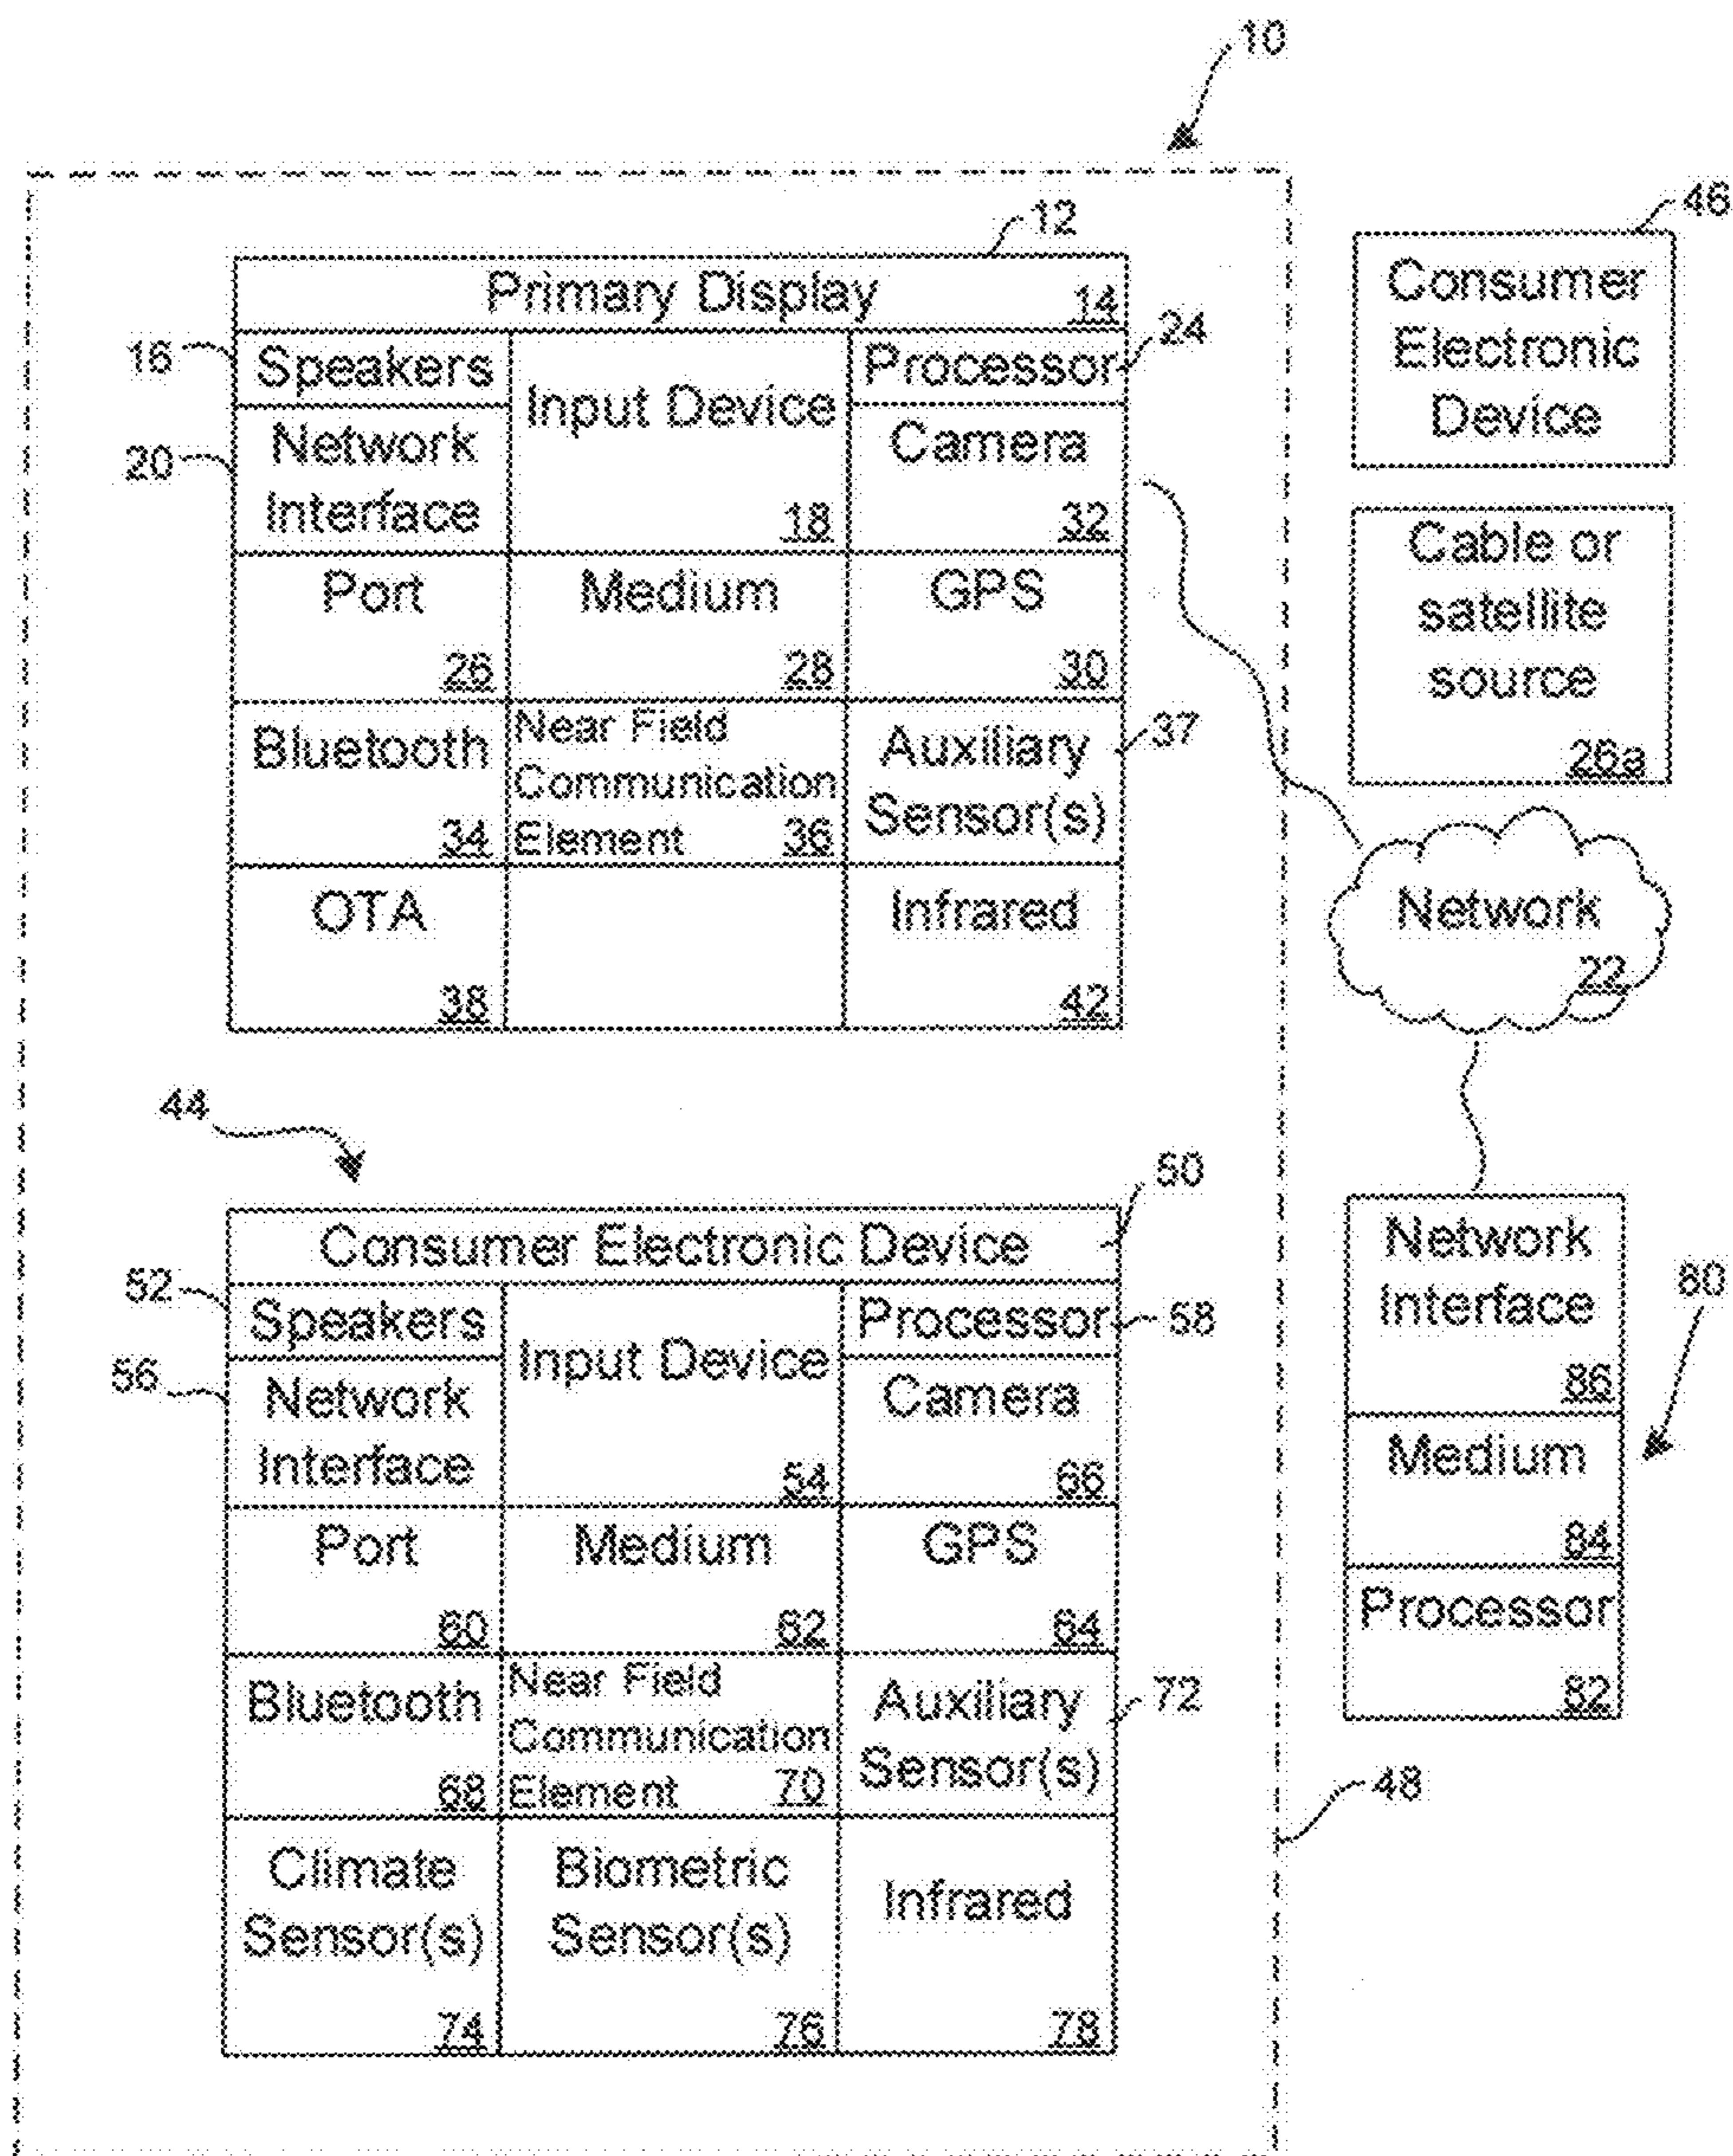 10
12
46
Primary Display
14
Consumer
Electronic
Device
16
Speakers
Input Device
18
Processor
24
20
Network
Interface
Camera
32
Cable or
satellite
source
26a
Port
26
Medium
28
GPS
30
Bluetooth
34
Near Field
Communication
Element
36
Auxiliary
Sensor(s)
37
Network
22
OTA
38
Infrared
42
44
50
Consumer Electronic Device
52
Speakers
Input Device
54
Processor
58
56
Network
Interface
Camera
66
Network
Interface
86
80
Port
60
Medium
62
GPS
64
Medium
84
Processor
82
Bluetooth
68
Near Field
Communication
Element
70
Auxiliary
Sensor(s)
72
48
Climate
Sensor(s)
74
Biometric
Sensor(s)
76
Infrared
78